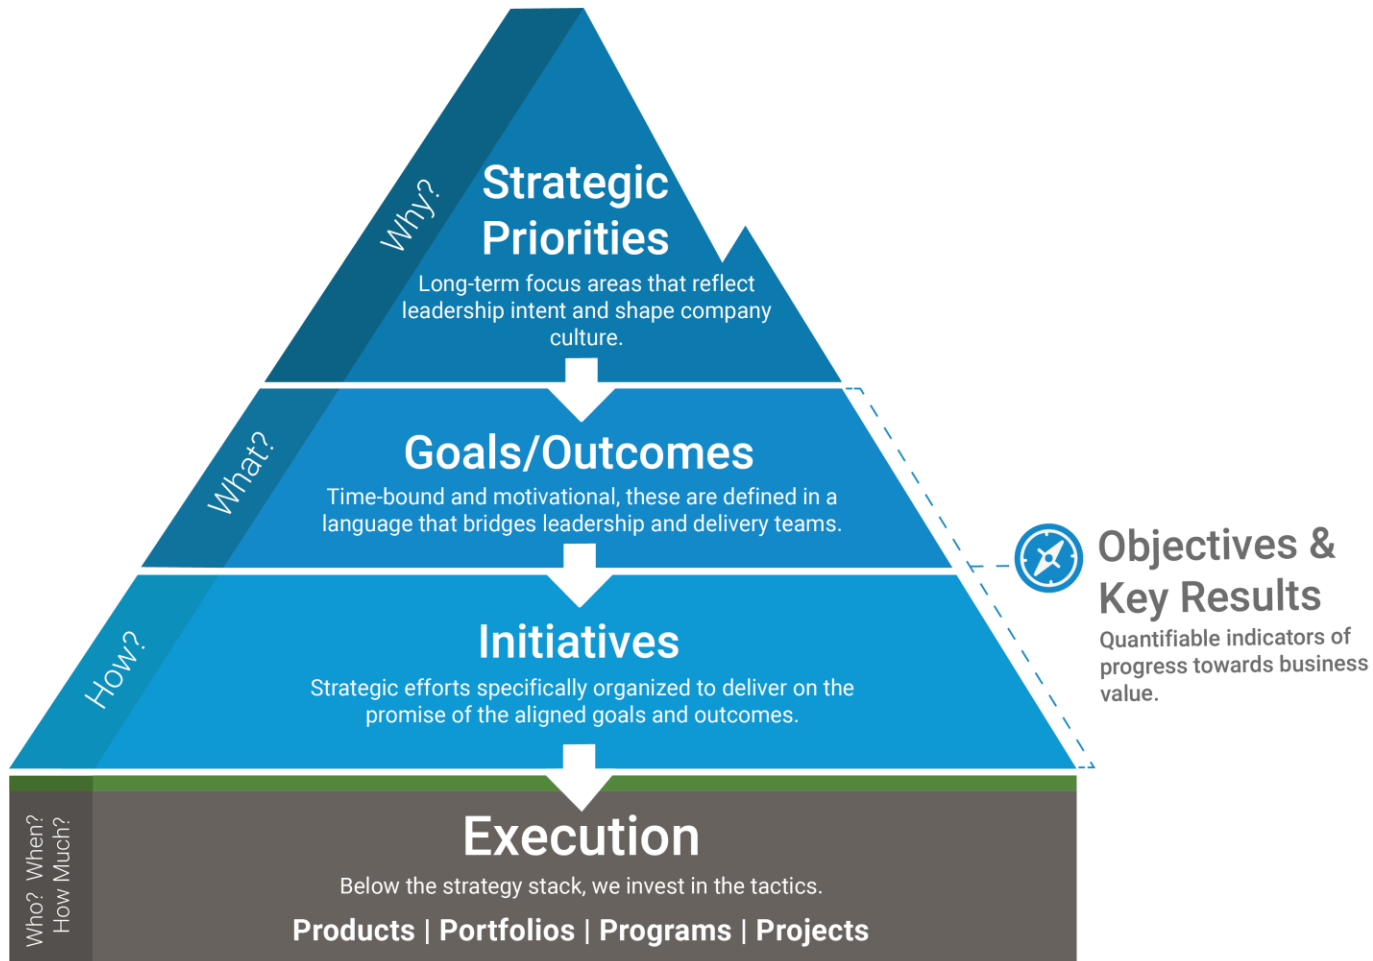 Why?
Strategic
Priorities
Long-term focus areas that reflect
leadership intent and shape company
culture.
What?
Goals/Outcomes
Time-bound and motivational, these are defined in a
language that bridges leadership and delivery teams.
Objectives &
Key Results
Quantifiable indicators of
progress towards business
value.
How?
Initiatives
Strategic efforts specifically organized to deliver on the
promise of the aligned goals and outcomes.
Who? When?
How Much?
Execution
Below the strategy stack, we invest in the tactics.
Products | Portfolios | Programs | Projects